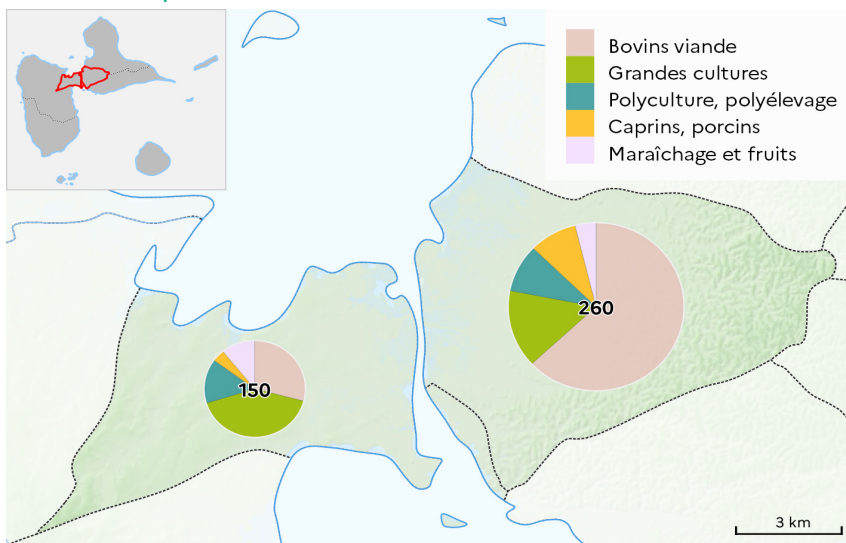 Bovins viande
Grandes cultures
Polyculture, polyélevage
Caprins, porcins
Maraîchage et fruits
260
150
3 km